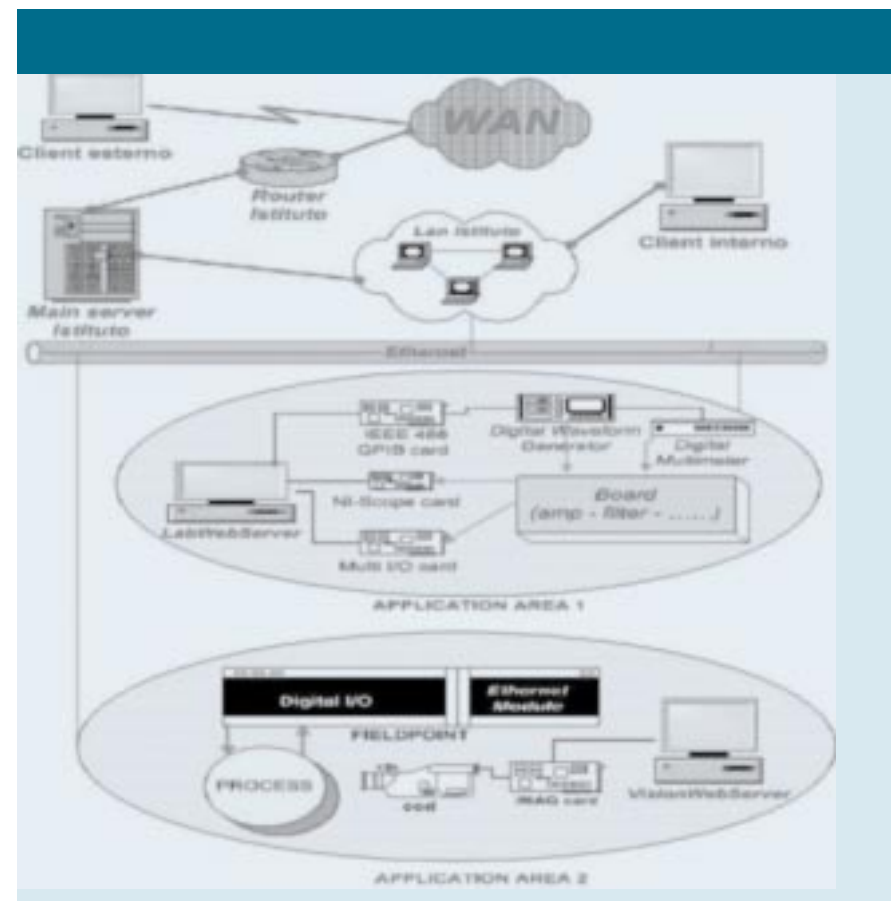 WAN
Client esterno
Router
Istituto
Lan Istituto
Client interno
Main server
Istituto
Ethernet
IEEE 488
GPIB card
Digital Waveform
Generator
Digital
Multimeter
NI-Scope card
Board
(amp - filter - ......)
LabWebServer
Multi I/O card
APPLICATION AREA 1
Digital I/O
Ethernet
Module
FIELDPOINT
PROCESS
ccd
IMAQ card
VisionWebServer
APPLICATION AREA 2